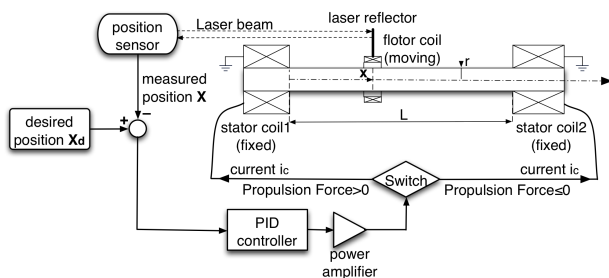 position
sensor
Laser beam
laser reflector
flotor coil
(moving)
r
x
measured
position X
L
desired
position Xd
+
−
stator coil1
(fixed)
stator coil2
(fixed)
current ic
Propulsion Force>0
Switch
current ic
Propulsion Force≤0
PID
controller
power
amplifier